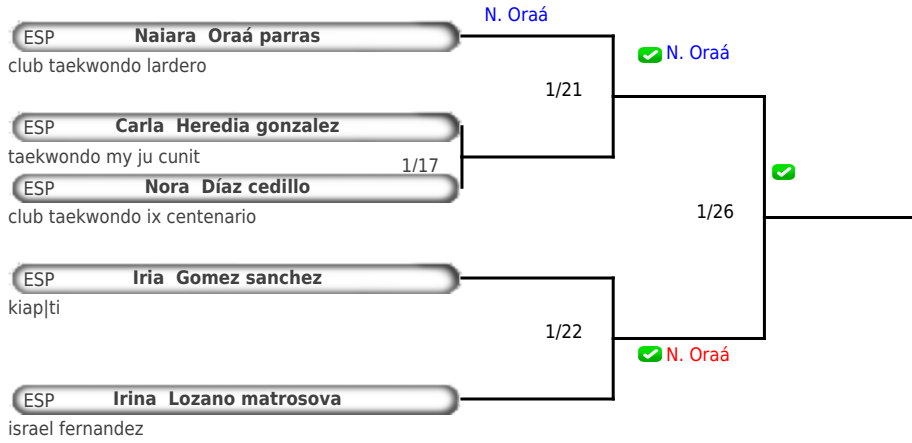 N. Oraá
ESP Naiara Oraá parras
club taekwondo lardero
N. Oraá
1/21
ESP Carla Heredia gonzalez
taekwondo my ju cunit
1/17
ESP Nora Díaz cedillo
club taekwondo ix centenario
1/26
ESP Iria Gomez sanchez
kiap|ti
1/22
N. Oraá
ESP Irina Lozano matrosova
israel fernandez